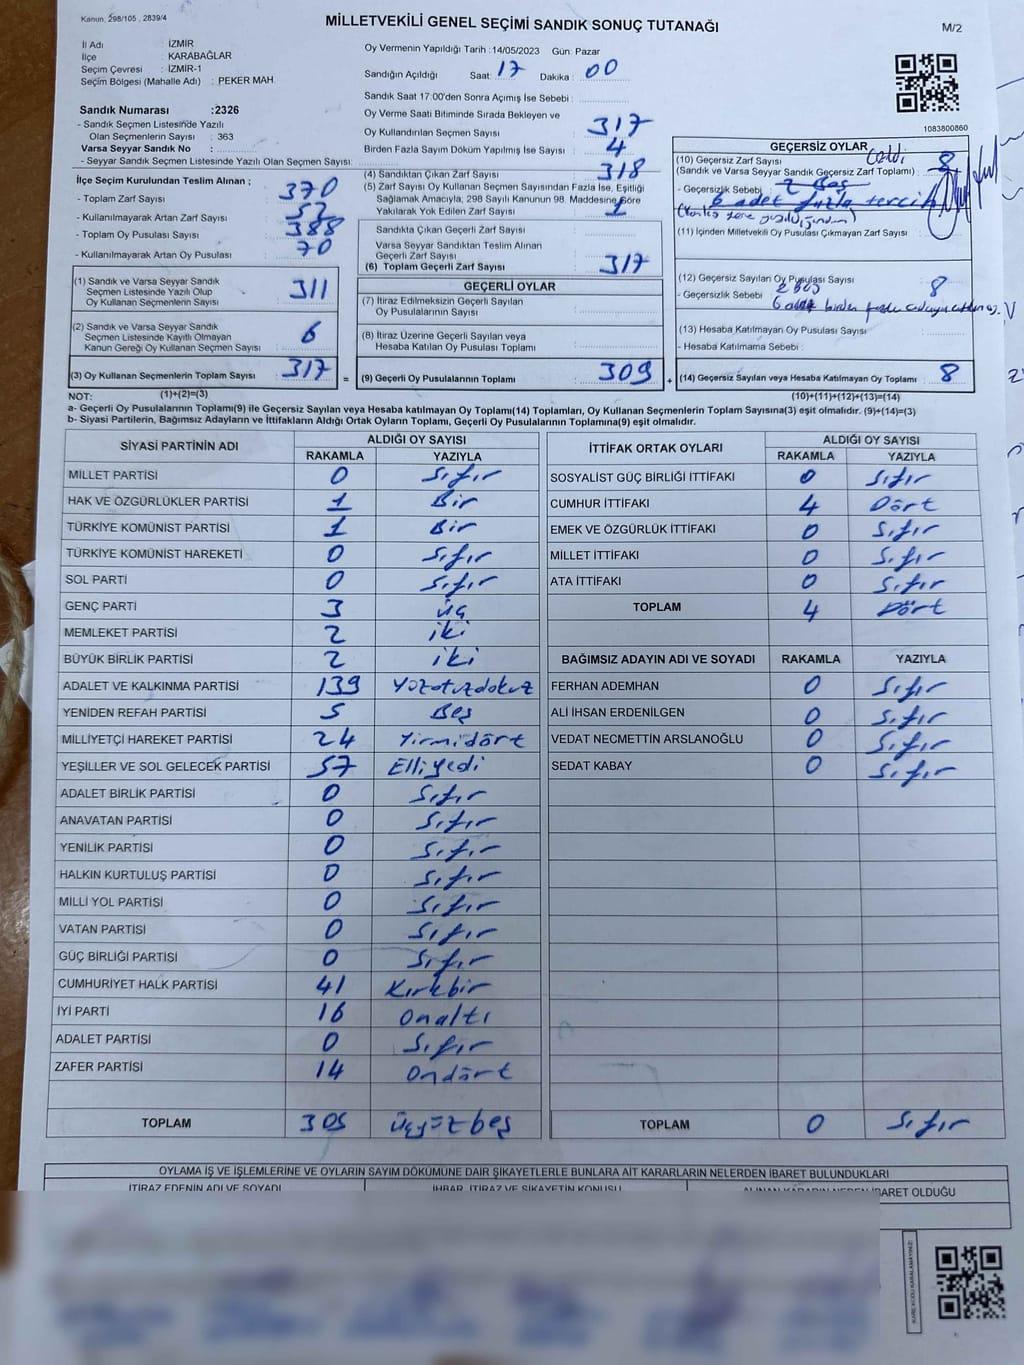 Kanun, 298/105 , 2839/4
MİLLETVEKİLİ GENEL SEÇİMİ SANDIK SONUÇ TUTANAĞI
M/2
İl Adı : İZMİR
İlçe : KARABAĞLAR
Seçim Çevresi : İZMİR-1
Seçim Bölgesi (Mahalle Adı) : PEKER MAH.
Oy Vermenin Yapıldığı Tarih :14/05/2023 Gün: Pazar
Sandığın Açıldığı Saat: 17 Dakika : 00
Sandık Saat 17:00'den Sonra Açımış İse Sebebi :
Sandık Numarası :2326
- Sandık Seçmen Listesinde Yazılı
Olan Seçmenlerin Sayısı : 363
Varsa Seyyar Sandık No :
- Seyyar Sandık Seçmen Listesinde Yazılı Olan Seçmen Sayısı:
Oy Verme Saati Bitiminde Sırada Bekleyen ve
Oy Kullandırılan Seçmen Sayısı : 317
Birden Fazla Sayım Döküm Yapılmış İse Sayısı : 4
1083800860
İlçe Seçim Kurulundan Teslim Alınan ;
- Toplam Zarf Sayısı : 370
- Kullanılmayarak Artan Zarf Sayısı : 53
- Toplam Oy Pusulası Sayısı : 388
- Kullanılmayarak Artan Oy Pusulası : 70
(4) Sandıktan Çıkan Zarf Sayısı : 318
(5) Zarf Sayısı Oy Kullanan Seçmen Sayısından Fazla İse, Eşitliği
Sağlamak Amacıyla, 298 Sayılı Kanunun 98. Maddesine Göre
Yakılarak Yok Edilen Zarf Sayısı : 1
Sandıkta Çıkan Geçerli Zarf Sayısı :
Varsa Seyyar Sandıktan Teslim Alınan
Geçerli Zarf Sayısı :
(6) Toplam Geçerli Zarf Sayısı : 317
GEÇERSİZ OYLAR
(10) Geçersiz Zarf Sayısı
(Sandık ve Varsa Seyyar Sandık Geçersiz Zarf Toplamı) : 8
- Geçersizlik Sebebi : 2 Boş
6 adet fazla tercih
(11) İçinden Milletvekili Oy Pusulası Çıkmayan Zarf Sayısı :
(12) Geçersiz Sayılan Oy Pusulası Sayısı : 8
- Geçersizlik Sebebi : 2 Boş
6 adet birden fazla
(13) Hesaba Katılmayan Oy Pusulası Sayısı :
- Hesaba Katılmama Sebebi :
(1) Sandık ve Varsa Seyyar Sandık
Seçmen Listesinde Yazılı Olup
Oy Kullanan Seçmenlerin Sayısı : 311
(2) Sandık ve Varsa Seyyar Sandık
Seçmen Listesinde Kayıtlı Olmayan
Kanun Gereği Oy Kullanan Seçmen Sayısı : 6
(3) Oy Kullanan Seçmenlerin Toplam Sayısı : 317
GEÇERLİ OYLAR
(7) İtiraz Edilmeksizin Geçerli Sayılan
Oy Pusulalarının Sayısı :
(8) İtiraz Üzerine Geçerli Sayılan veya
Hesaba Katılan Oy Pusulası Toplamı :
= (9) Geçerli Oy Pusulalarının Toplamı : 309
+ (14) Geçersiz Sayılan veya Hesaba Katılmayan Oy Toplamı : 8
NOT: (1)+(2)=(3)
(10)+(11)+(12)+(13)=(14)
a- Geçerli Oy Pusulalarının Toplamı(9) ile Geçersiz Sayılan veya Hesaba katılmayan Oy Toplamı(14) Toplamları, Oy Kullanan Seçmenlerin Toplam Sayısına(3) eşit olmalıdır. (9)+(14)=(3)
b- Siyasi Partilerin, Bağımsız Adayların ve İttifakların Aldığı Ortak Oyların Toplamı, Geçerli Oy Pusulalarının Toplamına(9) eşit olmalıdır.
SİYASİ PARTİNİN ADI
ALDIĞI OY SAYISI
RAKAMLA YAZIYLA
MİLLET PARTİSİ 0 Sıfır
HAK VE ÖZGÜRLÜKLER PARTİSİ 1 Bir
TÜRKİYE KOMÜNİST PARTİSİ 1 Bir
TÜRKİYE KOMÜNİST HAREKETİ 0 Sıfır
SOL PARTİ 0 Sıfır
GENÇ PARTİ 3 üç
MEMLEKET PARTİSİ 2 iki
BÜYÜK BİRLİK PARTİSİ 2 iki
ADALET VE KALKINMA PARTİSİ 139 Yüzotuzdokuz
YENİDEN REFAH PARTİSİ 5 Beş
MİLLİYETÇİ HAREKET PARTİSİ 24 Yirmidört
YEŞİLLER VE SOL GELECEK PARTİSİ 57 Elliyedi
ADALET BİRLİK PARTİSİ 0 Sıfır
ANAVATAN PARTİSİ 0 Sıfır
YENİLİK PARTİSİ 0 Sıfır
HALKIN KURTULUŞ PARTİSİ 0 Sıfır
MİLLİ YOL PARTİSİ 0 Sıfır
VATAN PARTİSİ 0 Sıfır
GÜÇ BİRLİĞİ PARTİSİ 0 Sıfır
CUMHURİYET HALK PARTİSİ 41 Kırkbir
İYİ PARTİ 16 Onaltı
ADALET PARTİSİ 0 Sıfır
ZAFER PARTİSİ 14 Ondört
TOPLAM 305 üçyüzbeş
İTTİFAK ORTAK OYLARI
ALDIĞI OY SAYISI
RAKAMLA YAZIYLA
SOSYALİST GÜÇ BİRLİĞİ İTTİFAKI 0 Sıfır
CUMHUR İTTİFAKI 4 Dört
EMEK VE ÖZGÜRLÜK İTTİFAKI 0 Sıfır
MİLLET İTTİFAKI 0 Sıfır
ATA İTTİFAKI 0 Sıfır
TOPLAM 4 Dört
BAĞIMSIZ ADAYIN ADI VE SOYADI RAKAMLA YAZIYLA
FERHAN ADEMHAN 0 Sıfır
ALİ İHSAN ERDENİLGEN 0 Sıfır
VEDAT NECMETTİN ARSLANOĞLU 0 Sıfır
SEDAT KABAY 0 Sıfır
TOPLAM 0 Sıfır
OYLAMA İŞ VE İŞLEMLERİNE VE OYLARIN SAYIM DÖKÜMÜNE DAİR ŞİKAYETLERLE BUNLARA AİT KARARLARIN NELERDEN İBARET BULUNDUKLARI
İTİRAZ EDENİN ADI VE SOYADI
İHBAR, İTİRAZ VE ŞİKAYETİN KONUSU
ALINAN KARARIN NEDEN İBARET OLDUĞU
KARE KODU KARALAMAYINIZ!